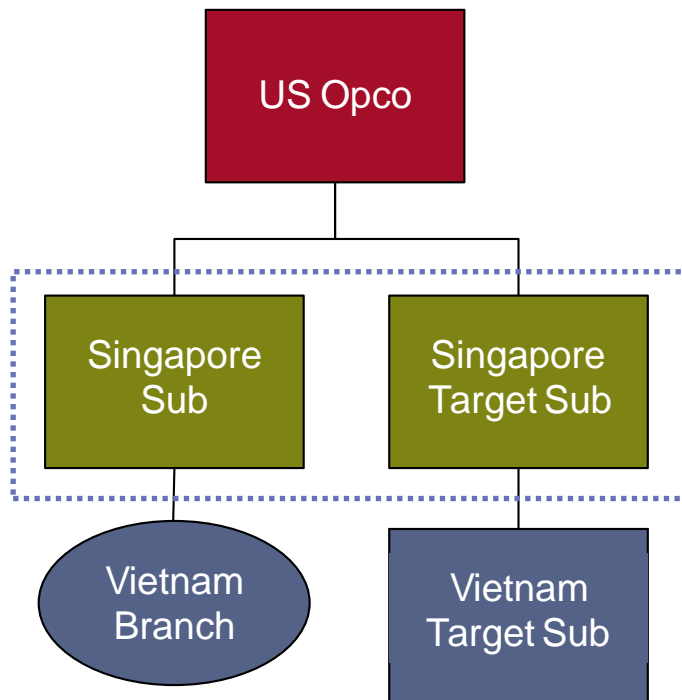 US Opco
Singapore
Sub
Singapore
Target Sub
Vietnam
Branch
Vietnam
Target Sub